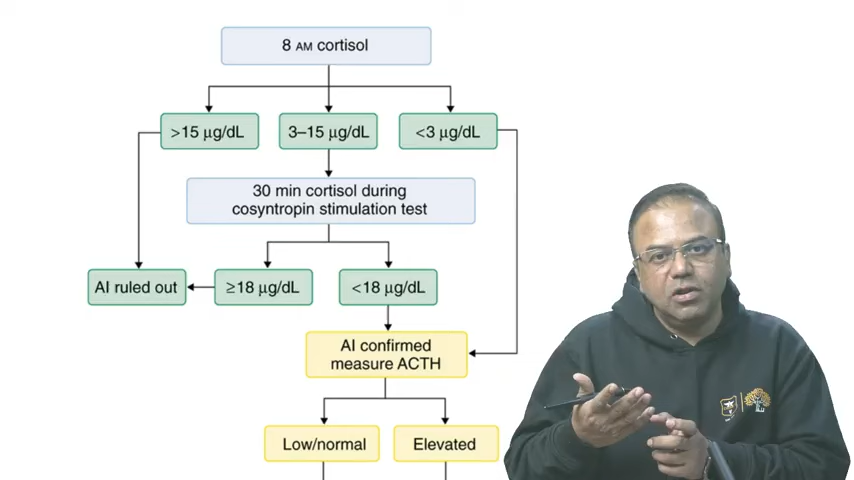 8 AM cortisol
>15 µg/dL
3–15 µg/dL
<3 µg/dL
30 min cortisol during
cosyntropin stimulation test
AI ruled out
≥18 µg/dL
<18 µg/dL
AI confirmed
measure ACTH
Low/normal
Elevated